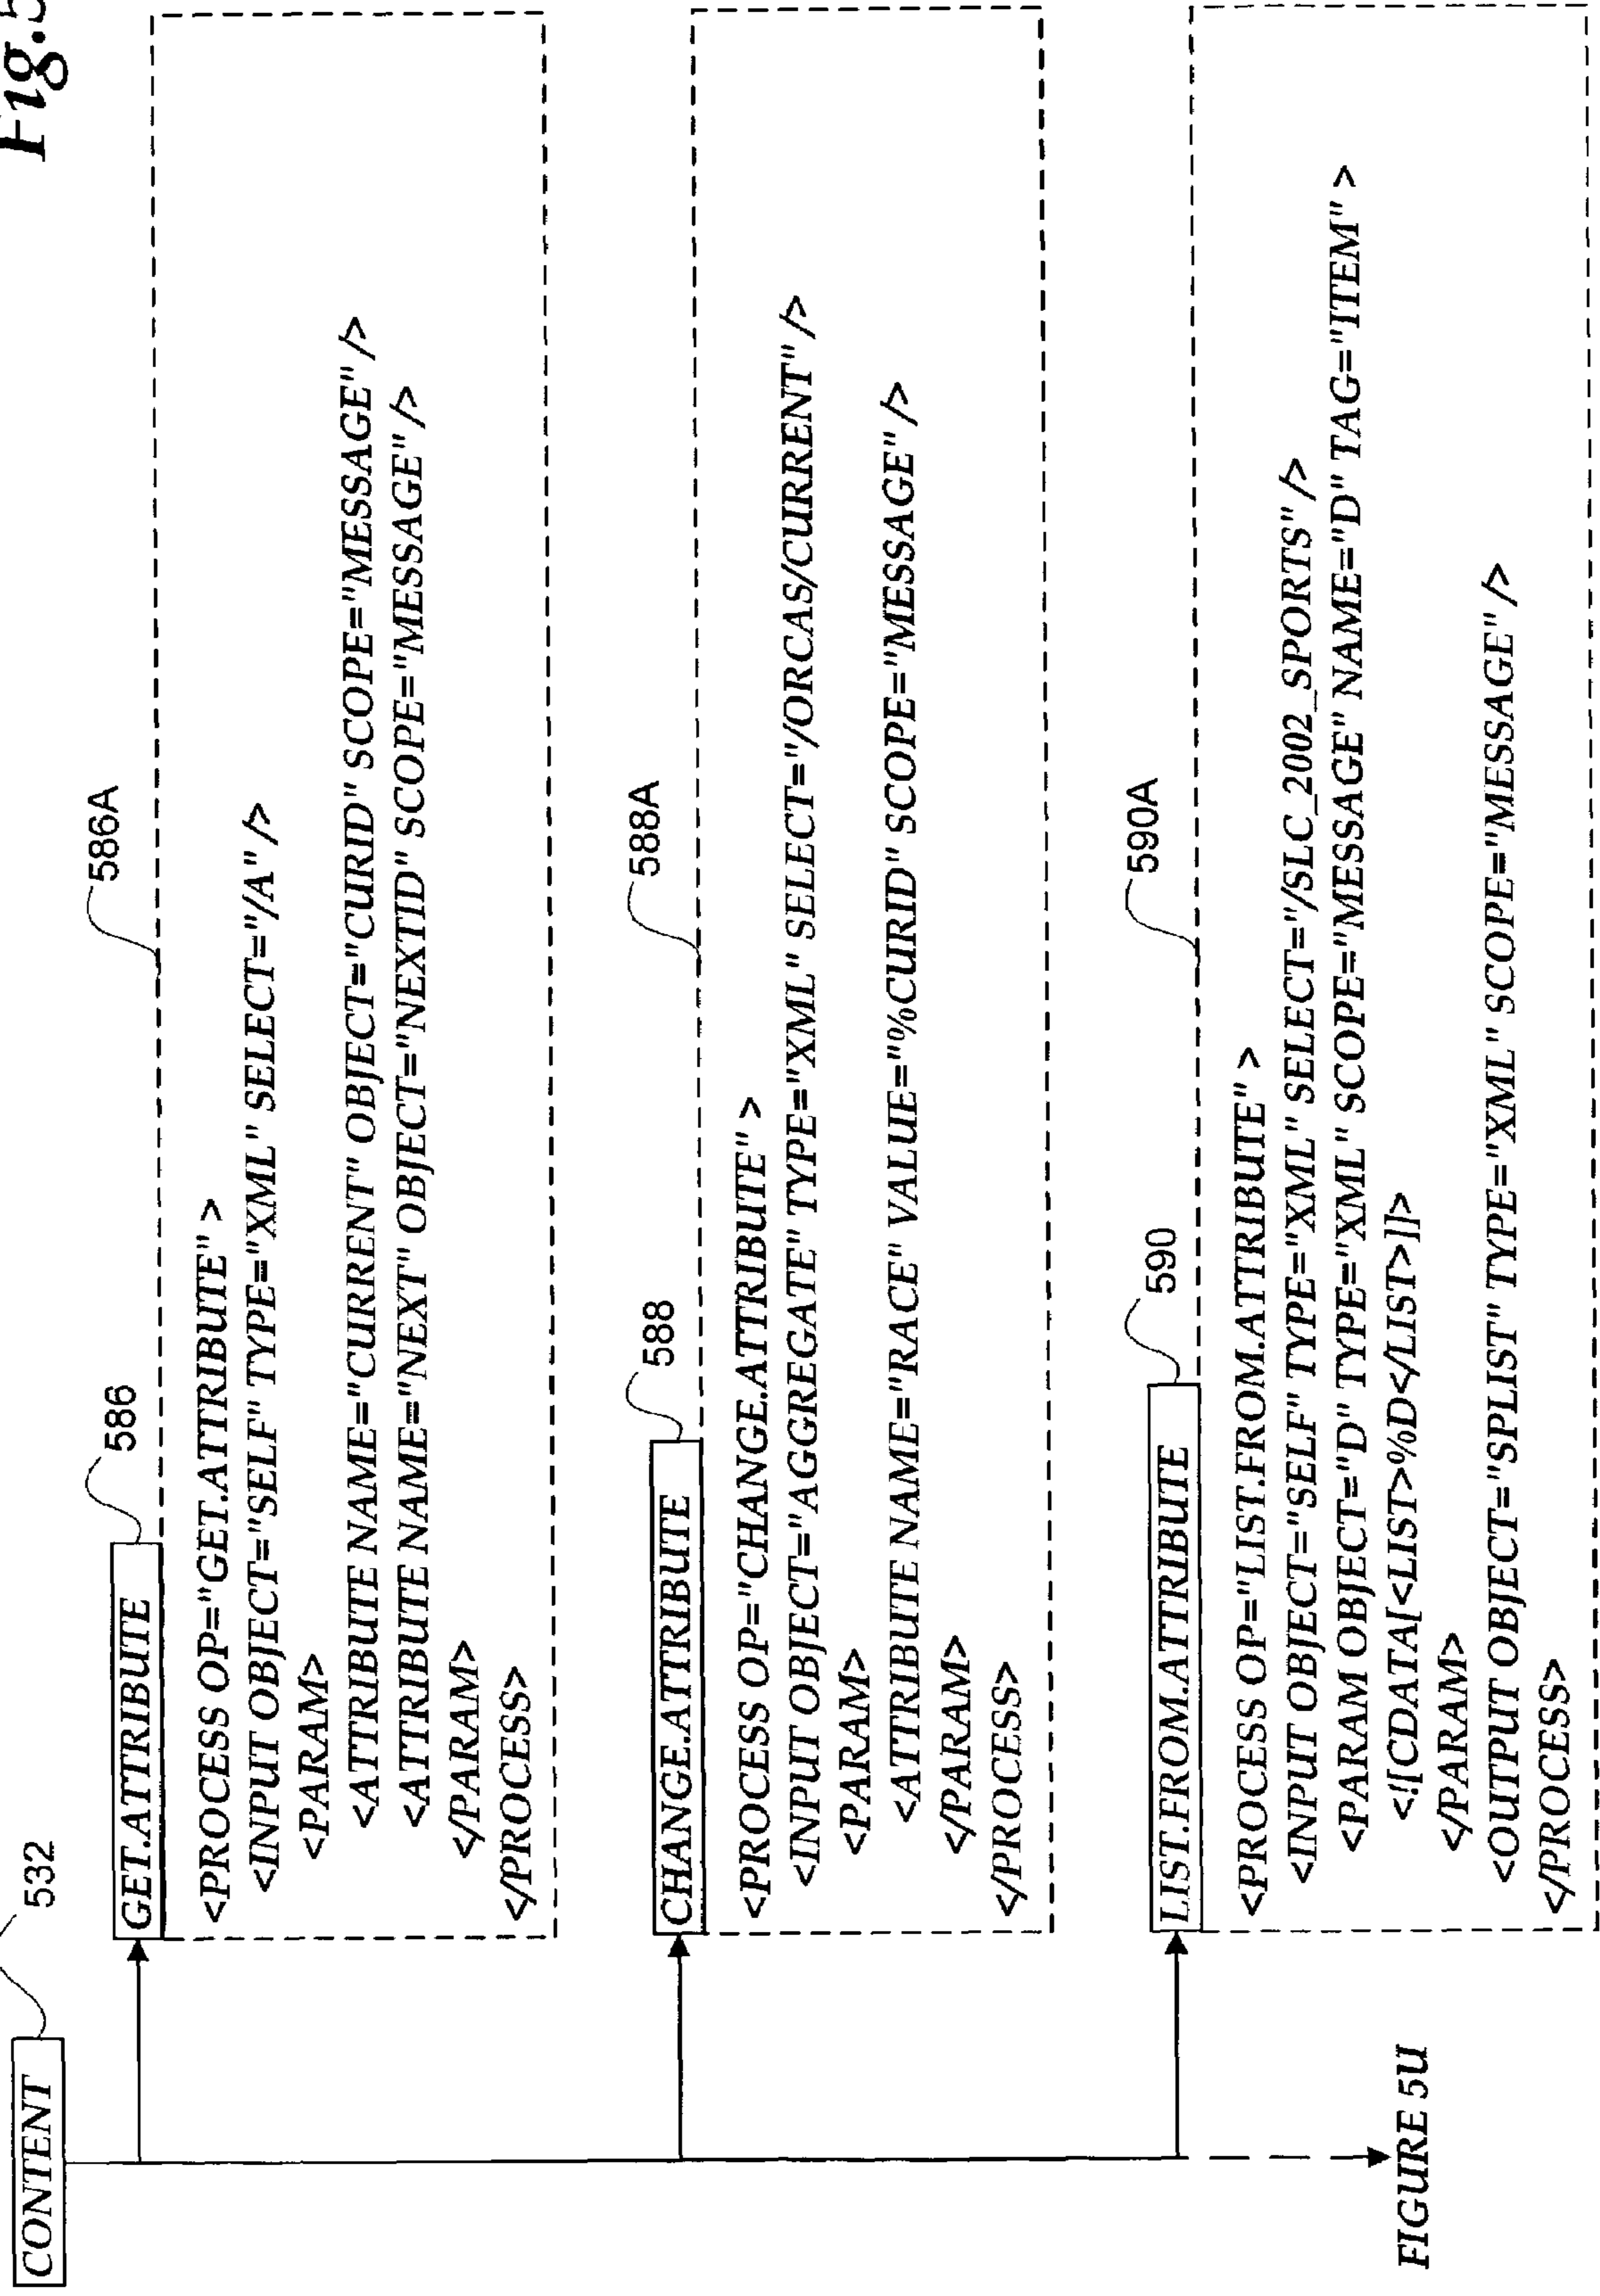 Fig.5
CONTENT
532
GET.ATTRIBUTE
586
586A
<PROCESS OP="GET.ATTRIBUTE" >
<INPUT OBJECT="SELF" TYPE="XML" SELECT="/A" />
<PARAM>
<ATTRIBUTE NAME="CURRENT" OBJECT="CURID" SCOPE="MESSAGE" />
<ATTRIBUTE NAME="NEXT" OBJECT="NEXTID" SCOPE="MESSAGE" />
</PARAM>
</PROCESS>
CHANGE.ATTRIBUTE
588
588A
<PROCESS OP="CHANGE.ATTRIBUTE" >
<INPUT OBJECT="AGGREGATE" TYPE="XML" SELECT="/ORCAS/CURRENT" />
<PARAM>
<ATTRIBUTE NAME="RACE" VALUE="%CURID" SCOPE="MESSAGE" />
</PARAM>
</PROCESS>
LIST.FROM.ATTRIBUTE
590
590A
<PROCESS OP="LIST.FROM.ATTRIBUTE" >
<INPUT OBJECT="SELF" TYPE="XML" SELECT="/SLC_2002_SPORTS" />
<PARAM OBJECT="D" TYPE="XML" SCOPE="MESSAGE" NAME="D" TAG="ITEM" >
<![CDATA[<LIST>%D</LIST>]]>
</PARAM>
<OUTPUT OBJECT="SPLIST" TYPE="XML" SCOPE="MESSAGE" />
</PROCESS>
FIGURE 5U